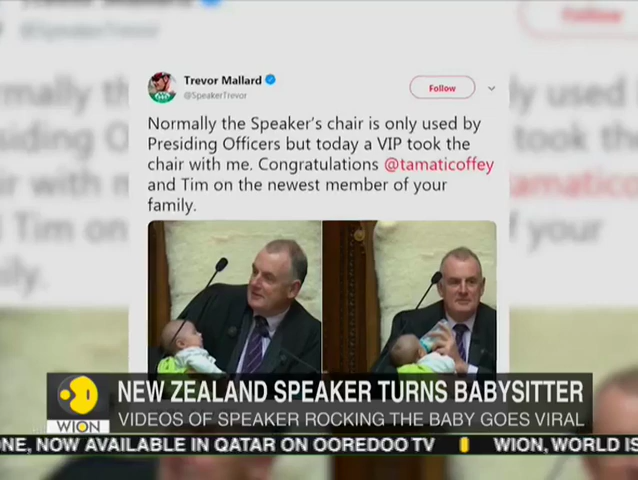 Trevor Mallard
@SpeakerTrevor
Follow
Normally the Speaker's chair is only used by
Presiding Officers but today a VIP took the
chair with me. Congratulations @tamaticoffey
and Tim on the newest member of your
family.
NEW ZEALAND SPEAKER TURNS BABYSITTER
VIDEOS OF SPEAKER ROCKING THE BABY GOES VIRAL
WION
NE, NOW AVAILABLE IN QATAR ON OOREDOO TV WION, WORLD IS